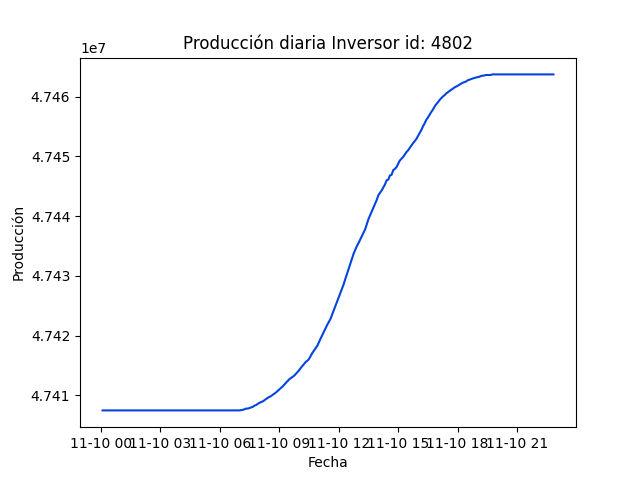 Producción diaria Inversor id: 4802
1e7
4.746
4.745
4.744
4.743
4.742
4.741
Producción
11-10 00 11-10 03 11-10 06 11-10 09 11-10 12 11-10 15 11-10 18 11-10 21
Fecha